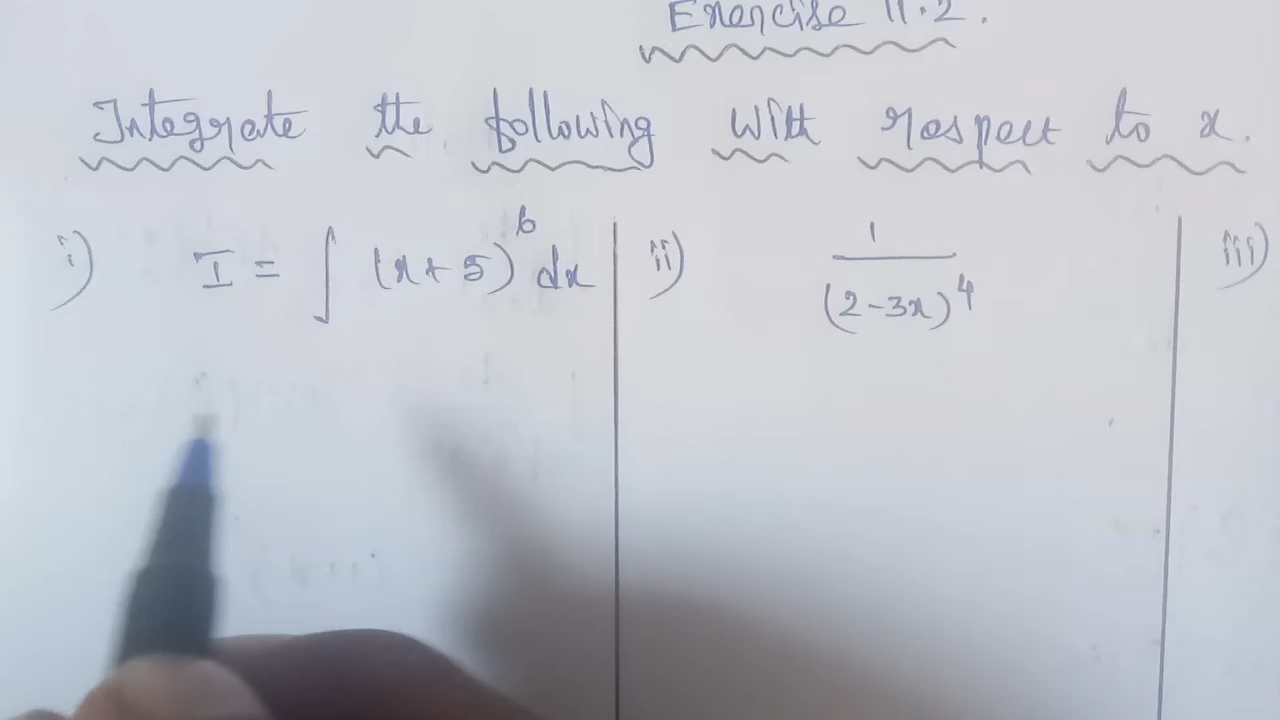 Exercise 11.2.
Integrate the following with respect to x.
i) I = ∫ (x+5)^6 dx
ii) 1/(2-3x)^4
iii)